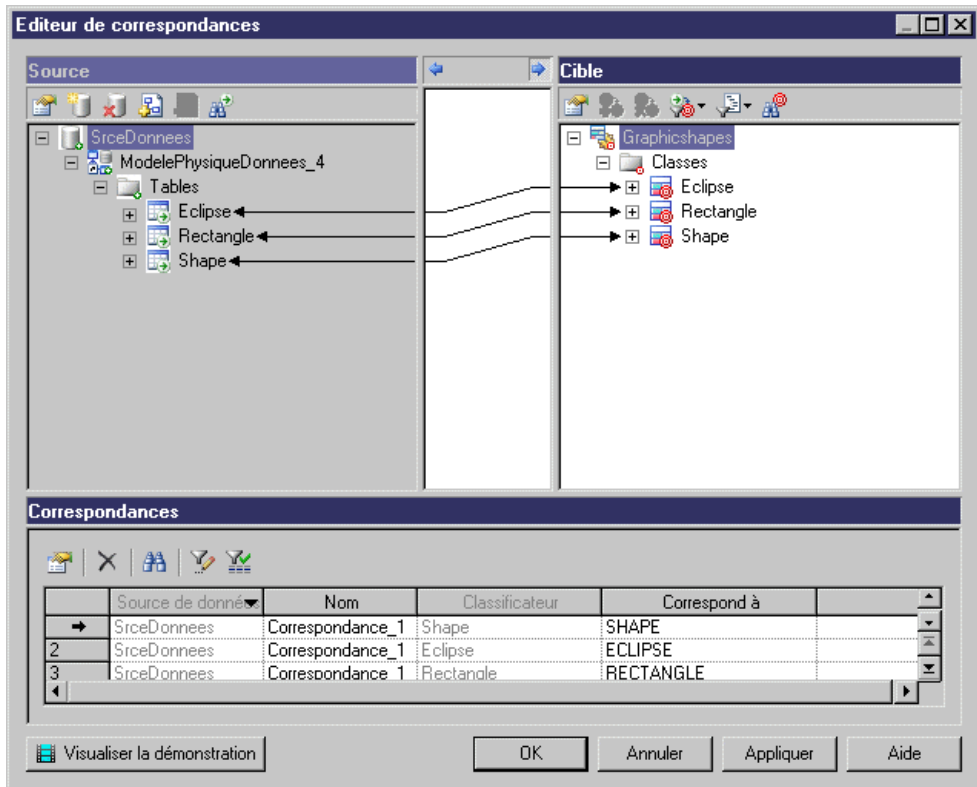 Editeur de correspondances
Source
Cible
SrceDonnees
ModelePhysiqueDonnees_4
Tables
Eclipse
Rectangle
Shape
Graphicshapes
Classes
Eclipse
Rectangle
Shape
Correspondances
Source de données Nom Classificateur Correspond à
SrceDonnees Correspondance_1 Shape SHAPE
2 SrceDonnees Correspondance_1 Eclipse ECLIPSE
3 SrceDonnees Correspondance_1 Rectangle RECTANGLE
Visualiser la démonstration OK Annuler Appliquer Aide